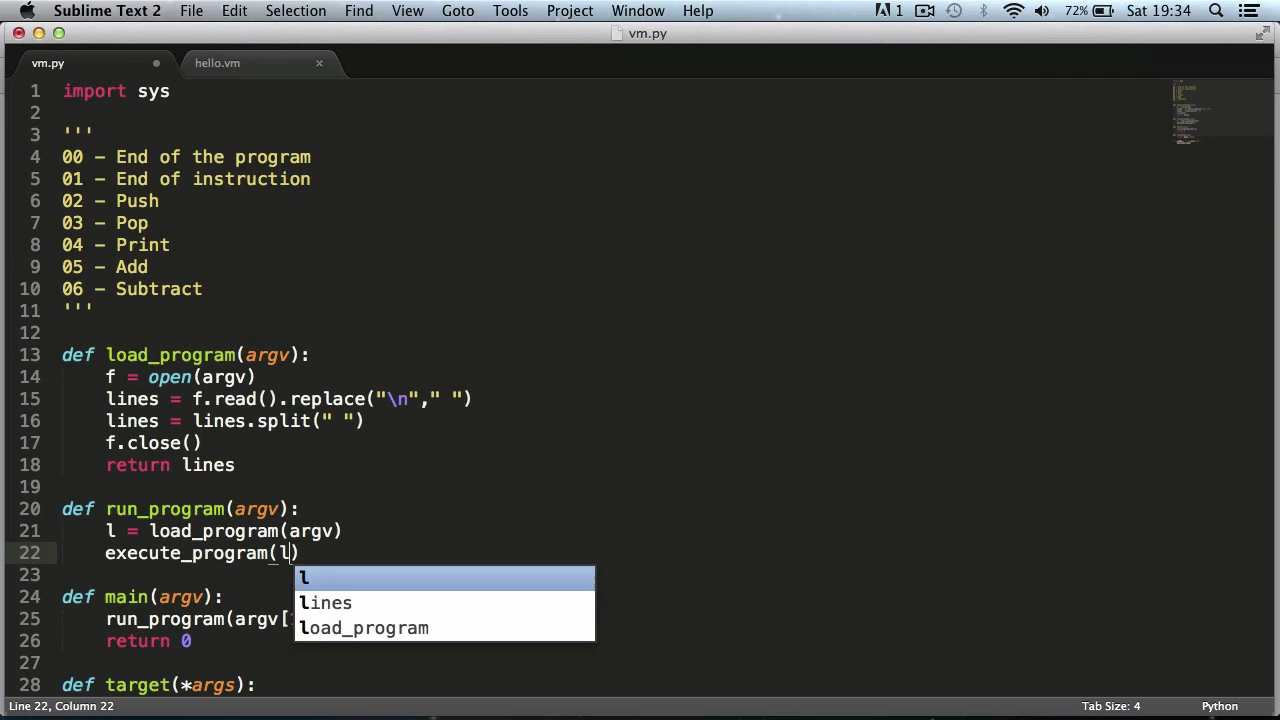 Sublime Text 2 File Edit Selection Find Goto Tools Project Window Help 1 72% Sat 19:34
vm.py
vm.py hello.vm ×
1 import sys
2
3 '''
4 00 – End of the program
5 01 – End of instruction
6 02 – Push
7 03 – Pop
8 04 – Print
9 05 – Add
10 06 – Subtract
11 '''
12
13 def load_program(argv):
14 f = open(argv)
15 lines = f.read().replace("\n"," ")
16 lines = lines.split(" ")
17 f.close()
18 return lines
19
20 def run_program(argv):
21 l = load_program(argv)
22 execute_program(l)
l
lines
load_program
23
24 def main(argv):
25 run_program(argv[
26 return 0
27
28 def target(*args):
Line 22, Column 22 Tab Size: 4 Python